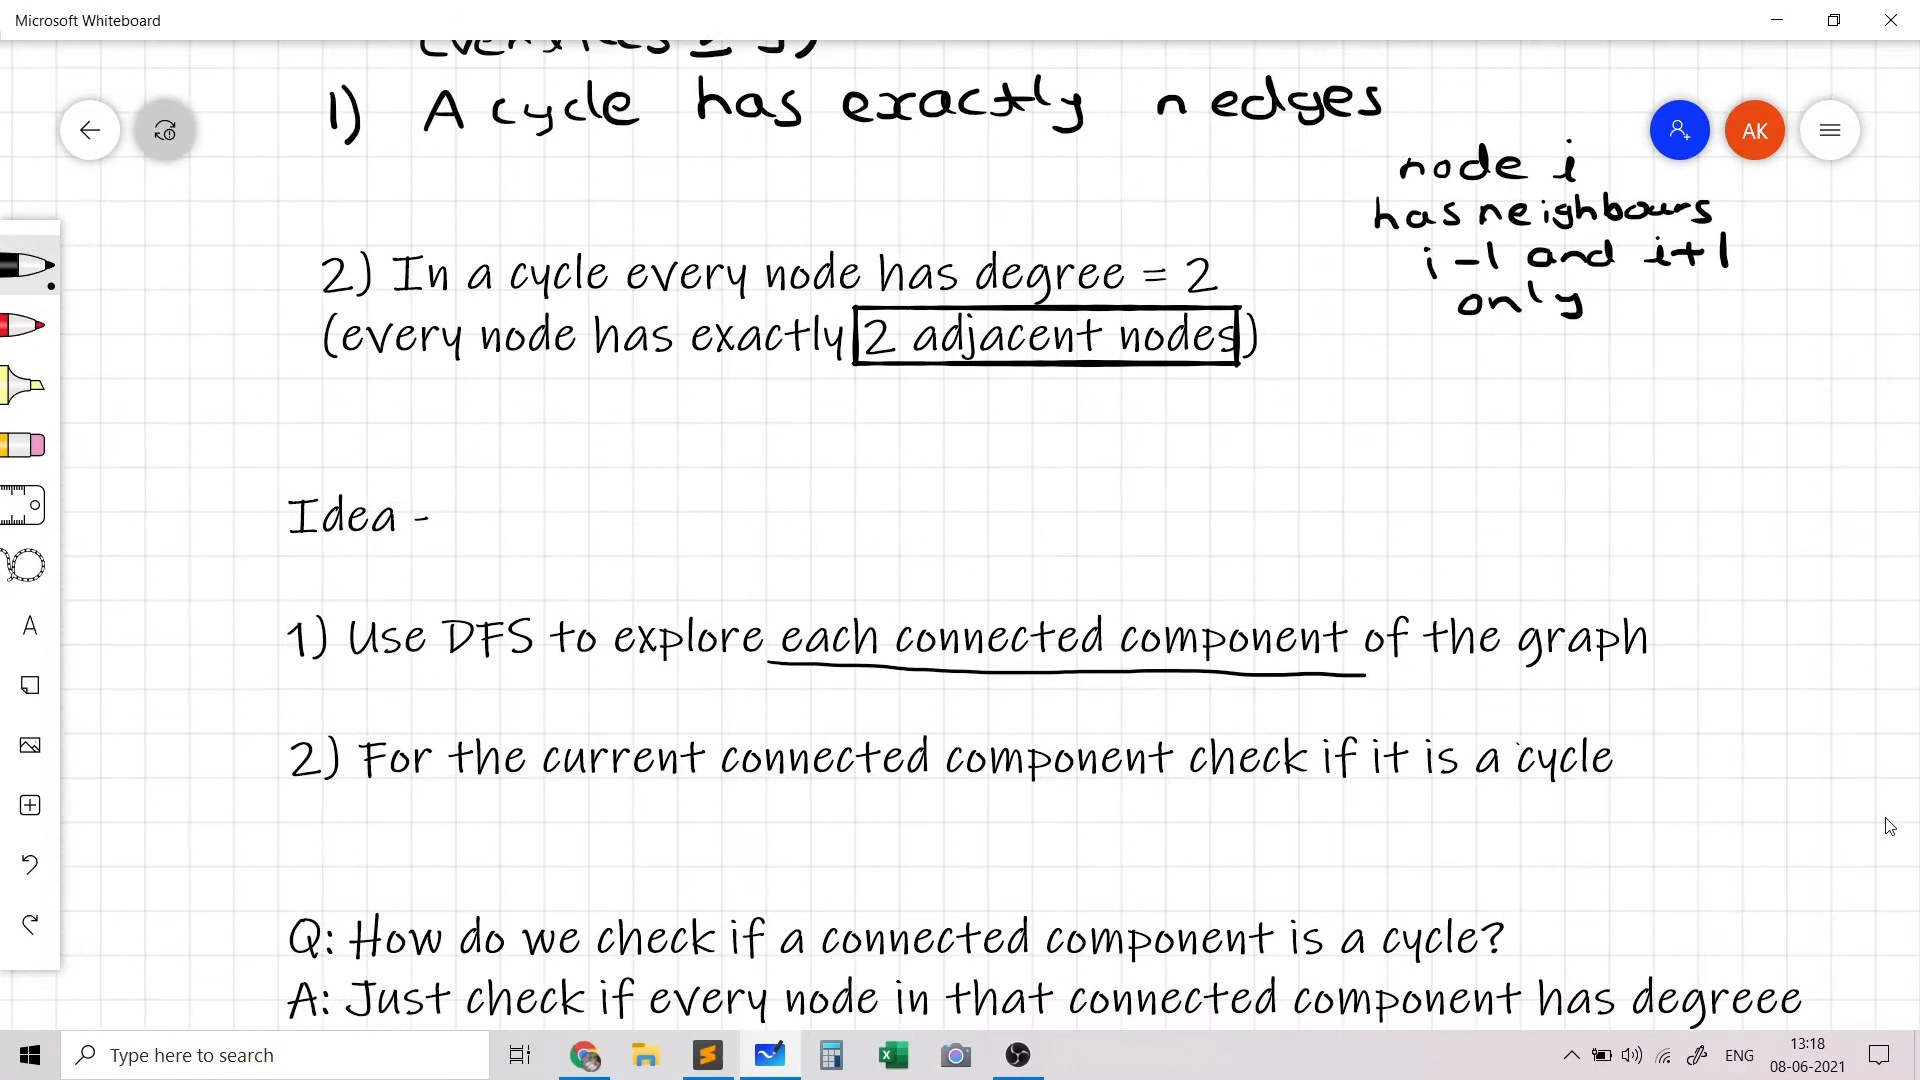 Microsoft Whiteboard
1) A cycle has exactly n edges
AK
node i
has neighbours
i-1 and i+1
only
2) In a cycle every node has degree = 2
(every node has exactly 2 adjacent nodes)
Idea -
1) Use DFS to explore each connected component of the graph
2) For the current connected component check if it is a cycle
Q: How do we check if a connected component is a cycle?
A: Just check if every node in that connected component has degreee
Type here to search
ENG
13:18
08-06-2021